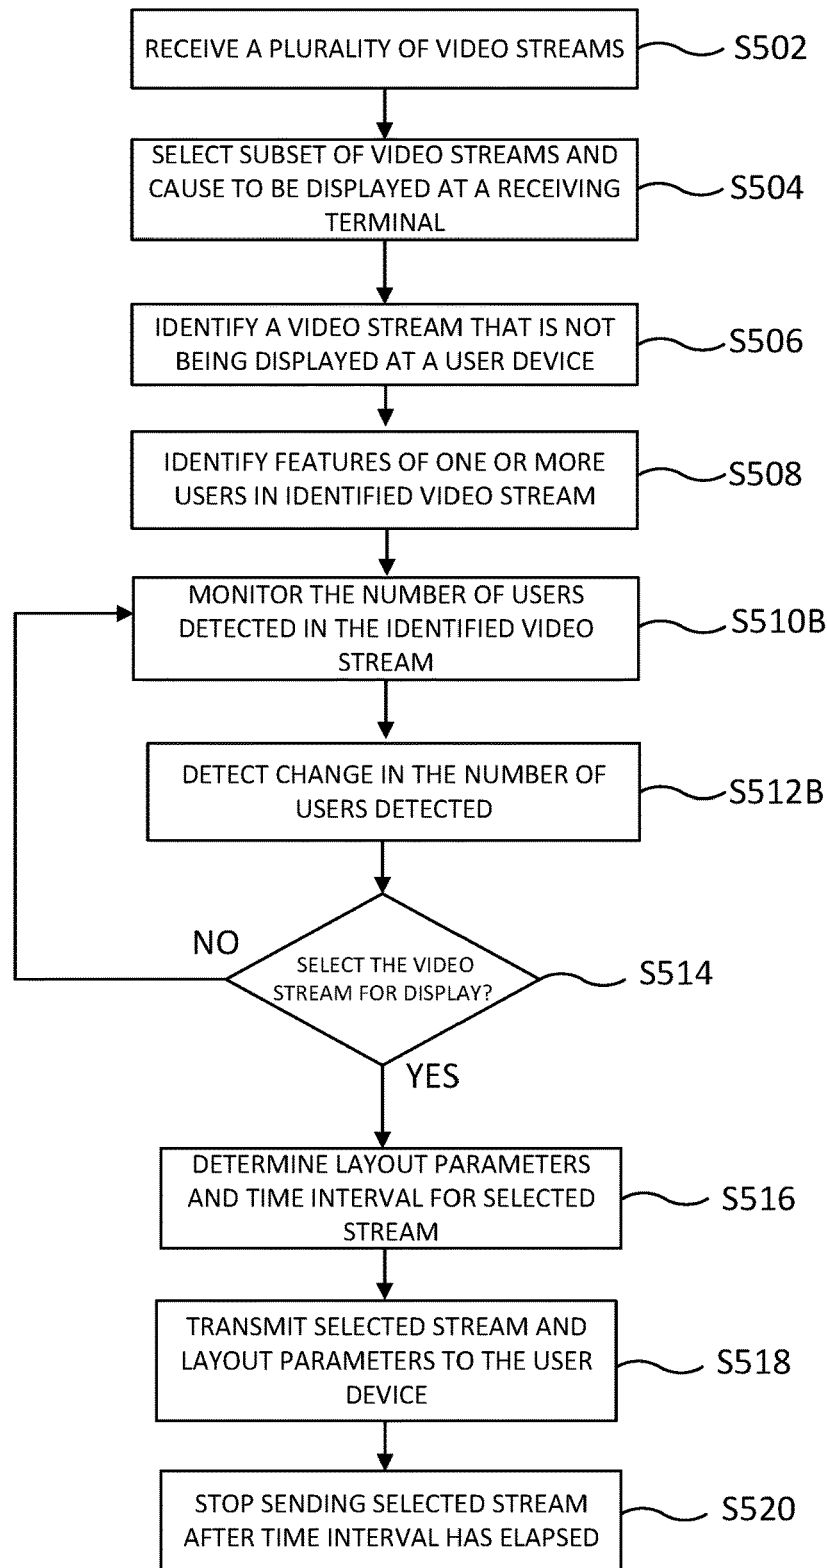 RECEIVE A PLURALITY OF VIDEO STREAMS
S502
SELECT SUBSET OF VIDEO STREAMS AND
CAUSE TO BE DISPLAYED AT A RECEIVING
TERMINAL
S504
IDENTIFY A VIDEO STREAM THAT IS NOT
BEING DISPLAYED AT A USER DEVICE
S506
IDENTIFY FEATURES OF ONE OR MORE
USERS IN IDENTIFIED VIDEO STREAM
S508
MONITOR THE NUMBER OF USERS
DETECTED IN THE IDENTIFIED VIDEO
STREAM
S510B
DETECT CHANGE IN THE NUMBER OF
USERS DETECTED
S512B
NO
SELECT THE VIDEO
STREAM FOR DISPLAY?
S514
YES
DETERMINE LAYOUT PARAMETERS
AND TIME INTERVAL FOR SELECTED
STREAM
S516
TRANSMIT SELECTED STREAM AND
LAYOUT PARAMETERS TO THE USER
DEVICE
S518
STOP SENDING SELECTED STREAM
AFTER TIME INTERVAL HAS ELAPSED
S520